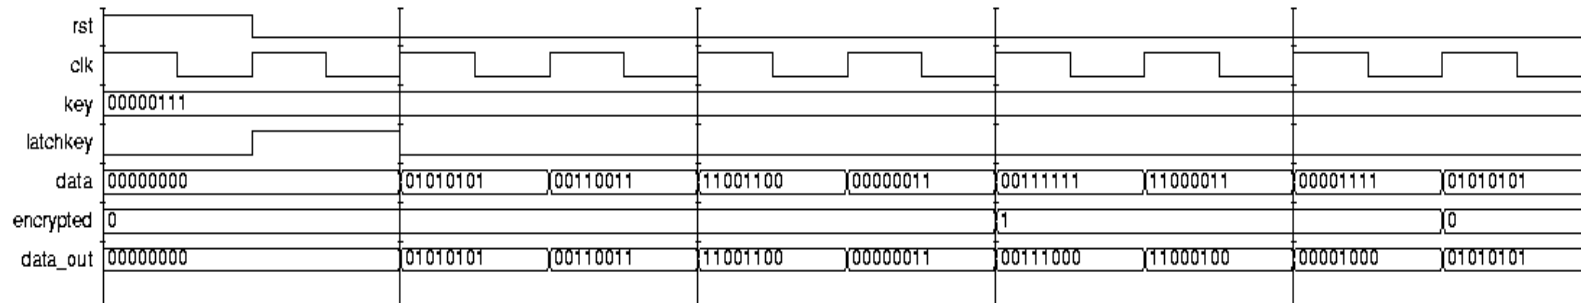 rst
clk
key 00000111
latchkey
data 00000000 01010101 00110011 11001100 00000011 00111111 11000011 00001111 01010101
encrypted 0 1 0
data_out 00000000 01010101 00110011 11001100 00000011 00111000 11000100 00001000 01010101